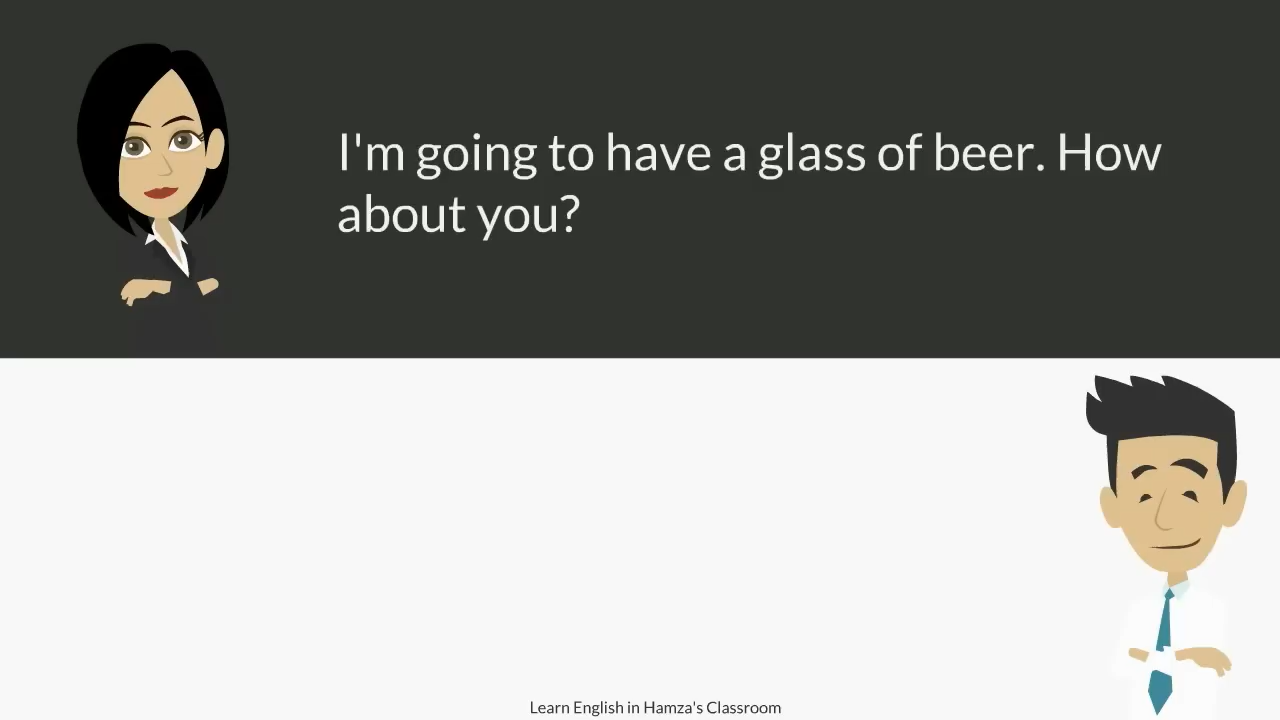 I'm going to have a glass of beer. How
about you?
Learn English in Hamza's Classroom